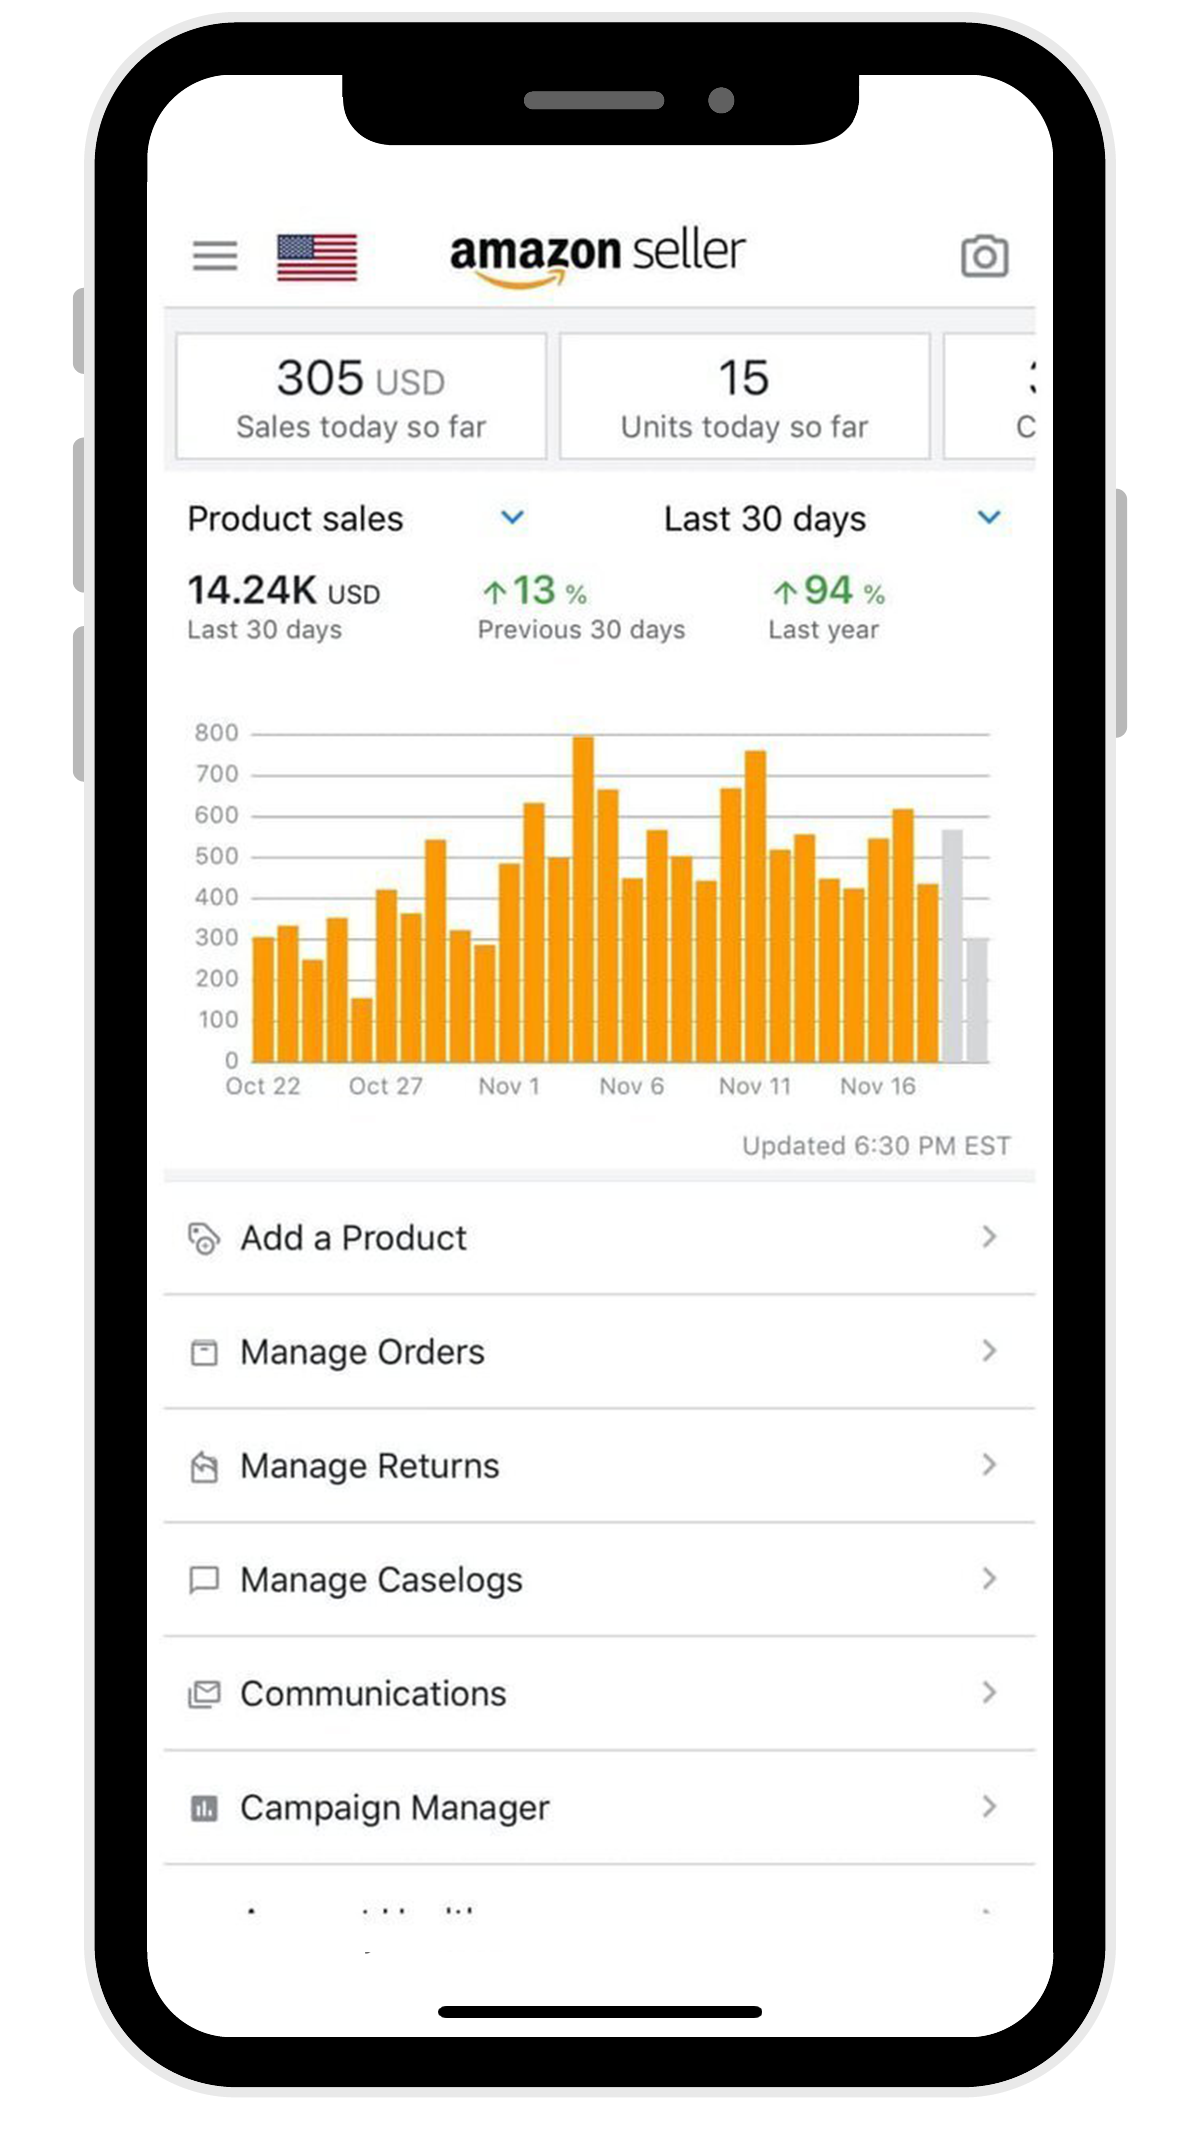 amazon seller
305 USD
Sales today so far
15
Units today so far
C
Product sales
Last 30 days
14.24K USD
Last 30 days
↑13 %
Previous 30 days
↑94 %
Last year
800
700
600
500
400
300
200
100
0
Oct 22 Oct 27 Nov 1 Nov 6 Nov 11 Nov 16
Updated 6:30 PM EST
Add a Product
Manage Orders
Manage Returns
Manage Caselogs
Communications
Campaign Manager